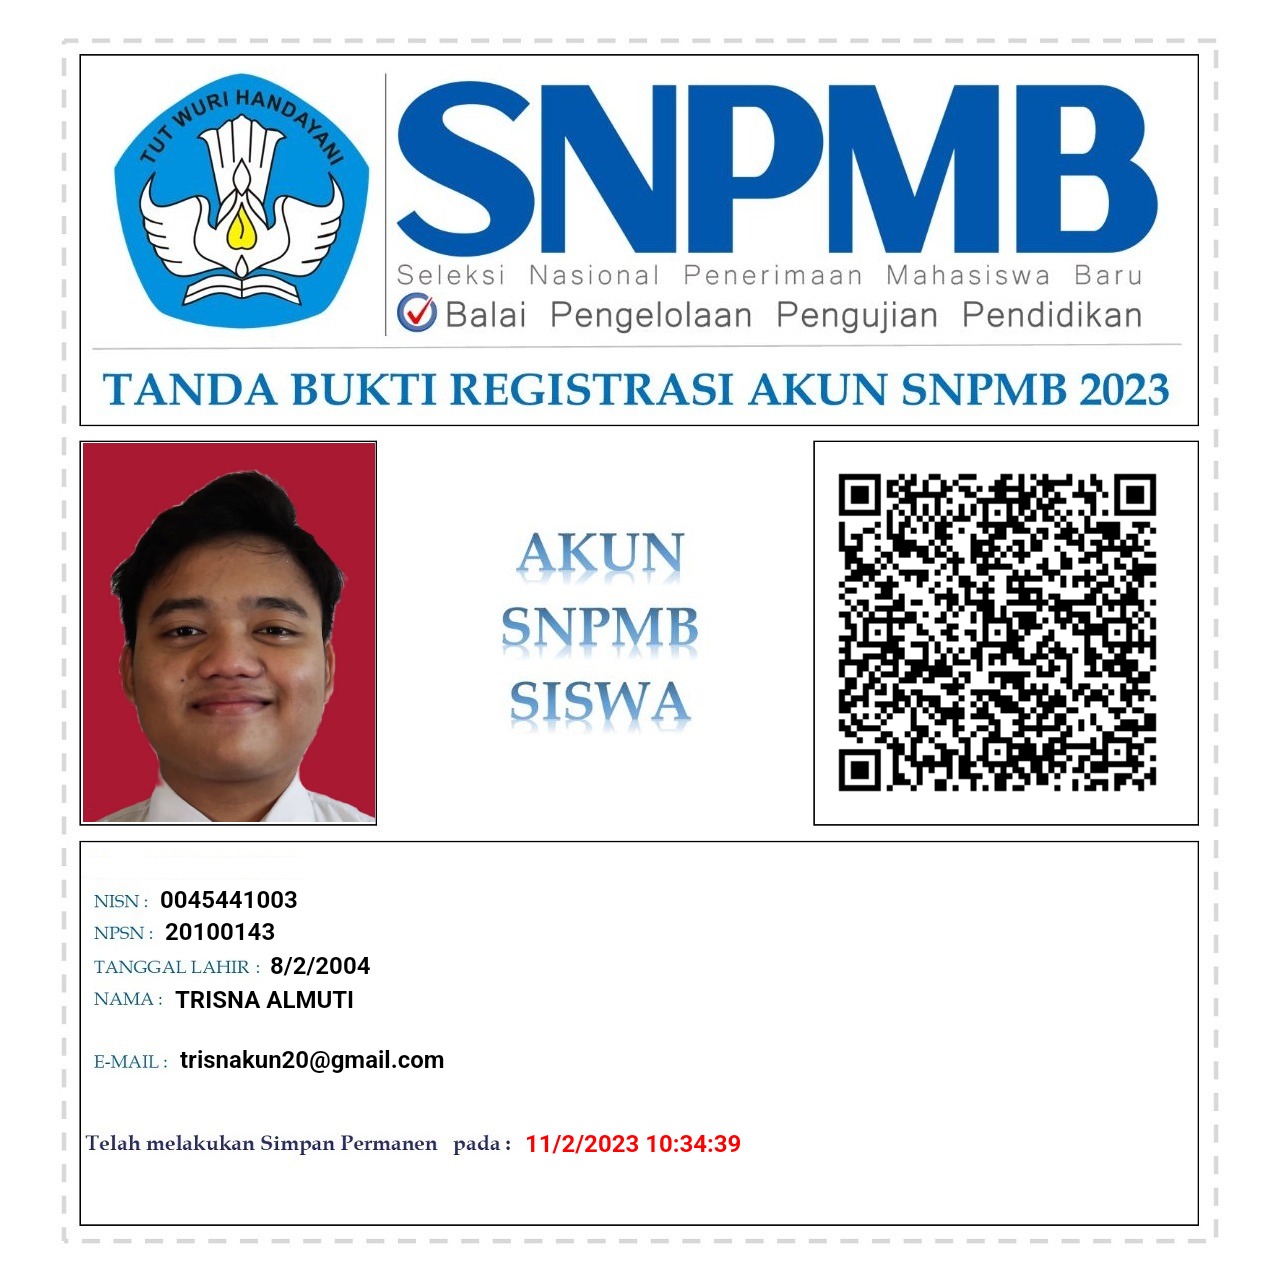 TUT WURI HANDAYANI
SNPMB
Seleksi Nasional Penerimaan Mahasiswa Baru
Balai Pengelolaan Pengujian Pendidikan
TANDA BUKTI REGISTRASI AKUN SNPMB 2023
AKUN
SNPMB
SISWA
NISN : 0045441003
NPSN : 20100143
TANGGAL LAHIR : 8/2/2004
NAMA : TRISNA ALMUTI
E-MAIL : trisnakun20@gmail.com
Telah melakukan Simpan Permanen pada : 11/2/2023 10:34:39